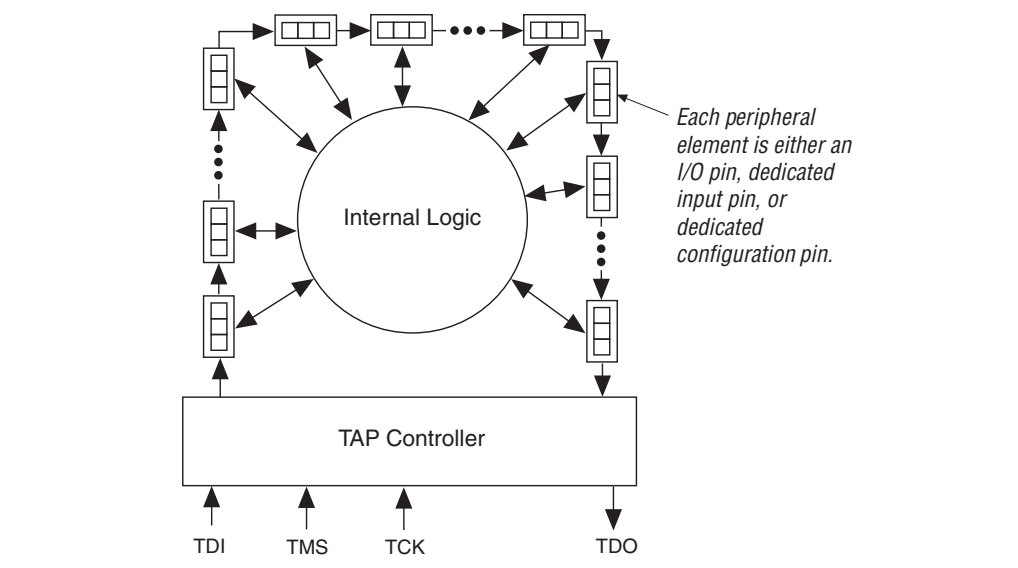 Each peripheral
element is either an
I/O pin, dedicated
input pin, or
dedicated
configuration pin.
Internal Logic
TAP Controller
TDI
TMS
TCK
TDO